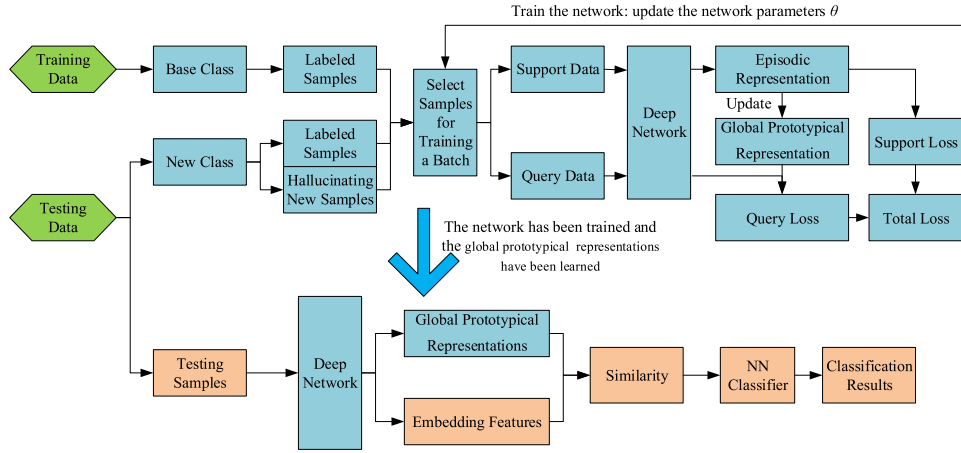 Train the network: update the network parameters θ
Training
Data
Base Class
Labeled
Samples
Select
Samples
for
Training
a Batch
Support Data
Deep
Network
Episodic
Representation
Update
Global Prototypical
Representation
Support Loss
New Class
Labeled
Samples
Hallucinating
New Samples
Query Data
Query Loss
Total Loss
Testing
Data
The network has been trained and
the global prototypical representations
have been learned
Testing
Samples
Deep
Network
Global Prototypical
Representations
Embedding Features
Similarity
NN
Classifier
Classification
Results